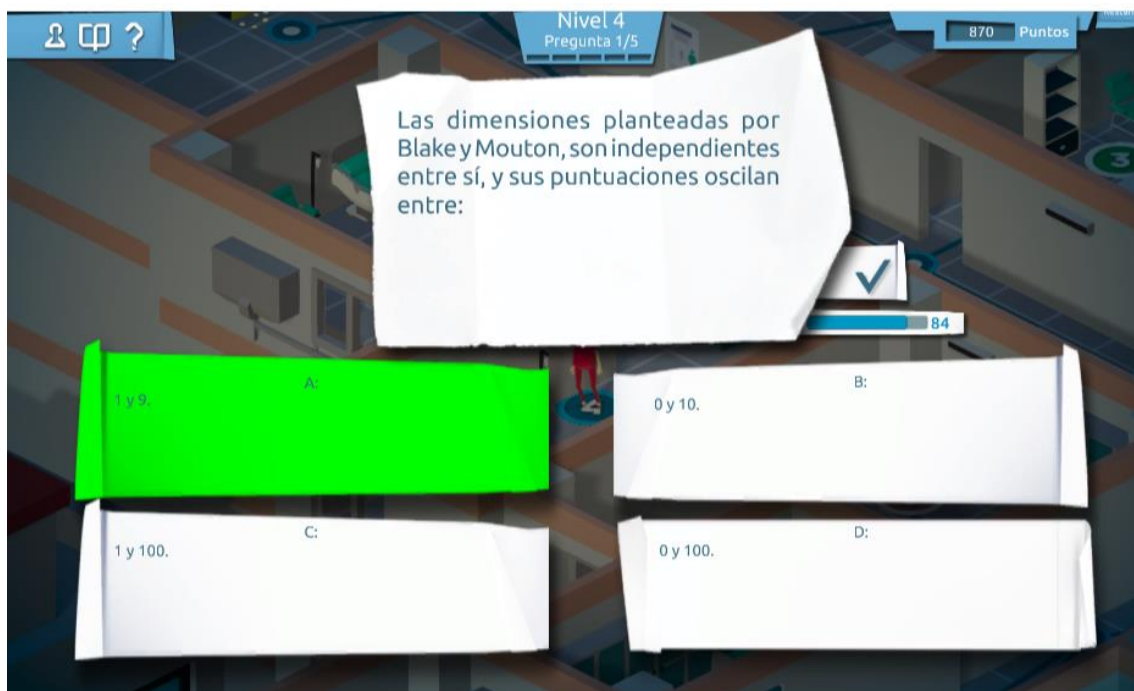 ?
Nivel 4
Pregunta 1/5
870 Puntos
Las dimensiones planteadas por
Blake y Mouton, son independientes
entre sí, y sus puntuaciones oscilan
entre:
3
84
A:
1 y 9.
B:
0 y 10.
C:
1 y 100.
D:
0 y 100.